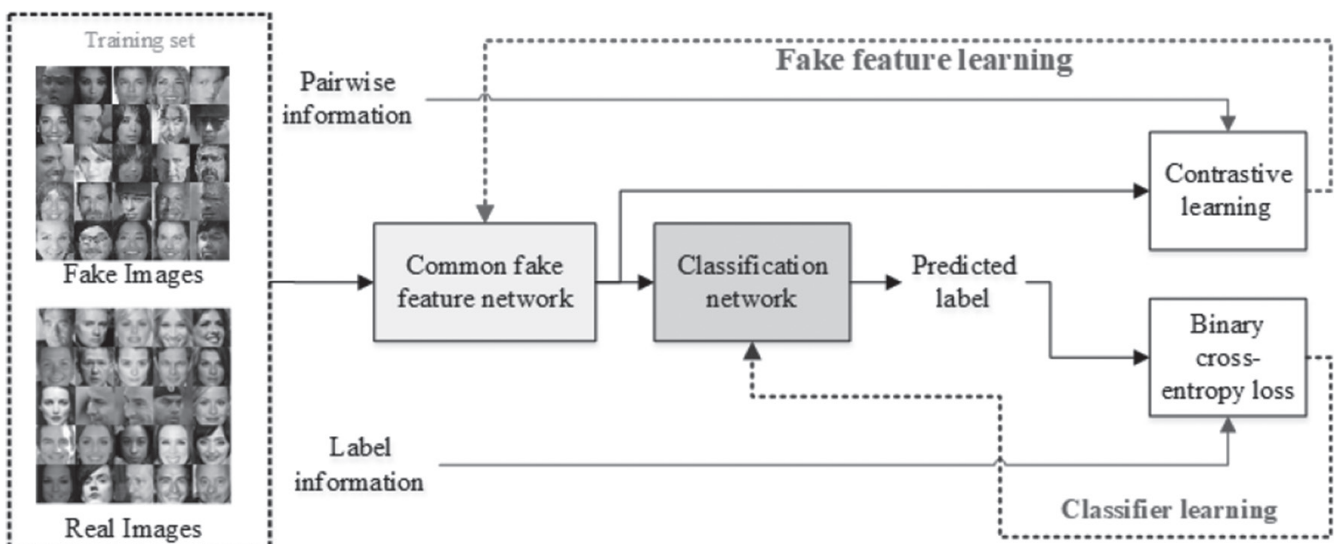 Training set
Fake Images
Real Images
Pairwise
information
Fake feature learning
Common fake
feature network
Classification
network
Predicted
label
Contrastive
learning
Binary
cross-
entropy loss
Label
information
Classifier learning